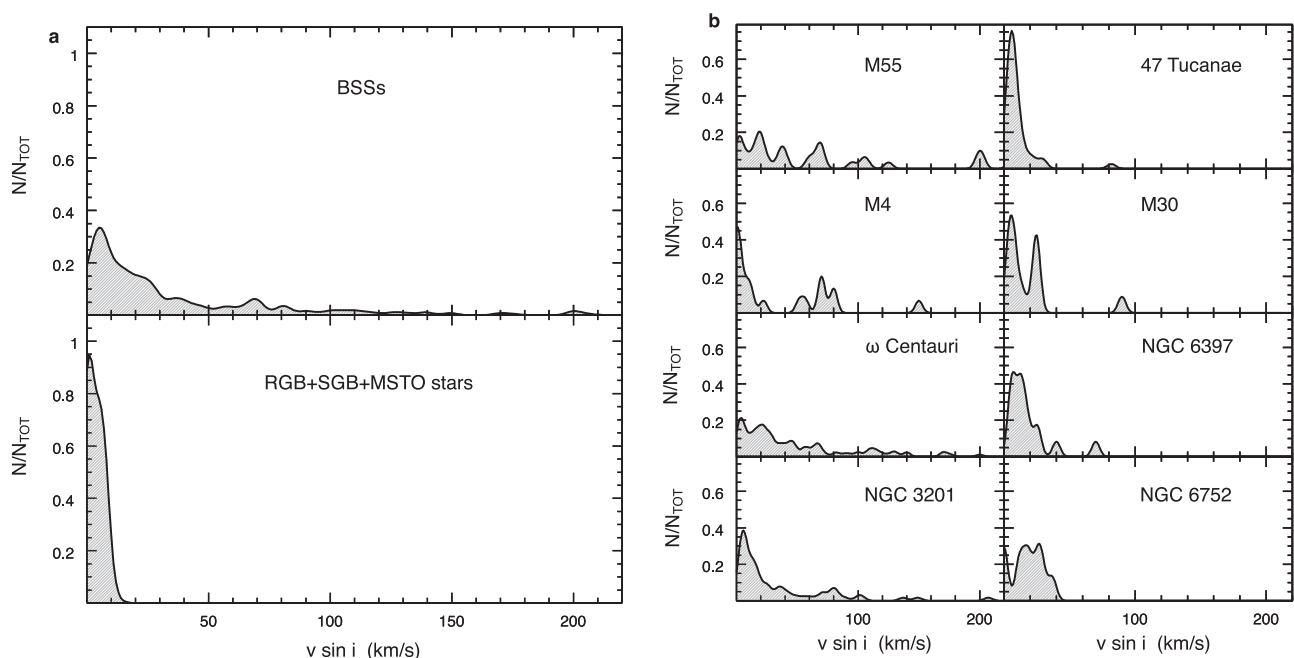 a
BSSs
N/NTOT
1
0.8
0.6
0.4
0.2
RGB+SGB+MSTO stars
N/NTOT
1
0.8
0.6
0.4
0.2
50
100
150
200
v sin i (km/s)
b
M55
47 Tucanae
N/NTOT
0.6
0.4
0.2
M4
M30
N/NTOT
0.6
0.4
0.2
ω Centauri
NGC 6397
N/NTOT
0.6
0.4
0.2
NGC 3201
NGC 6752
N/NTOT
0.6
0.4
0.2
100
200
100
200
v sin i (km/s)
v sin i (km/s)